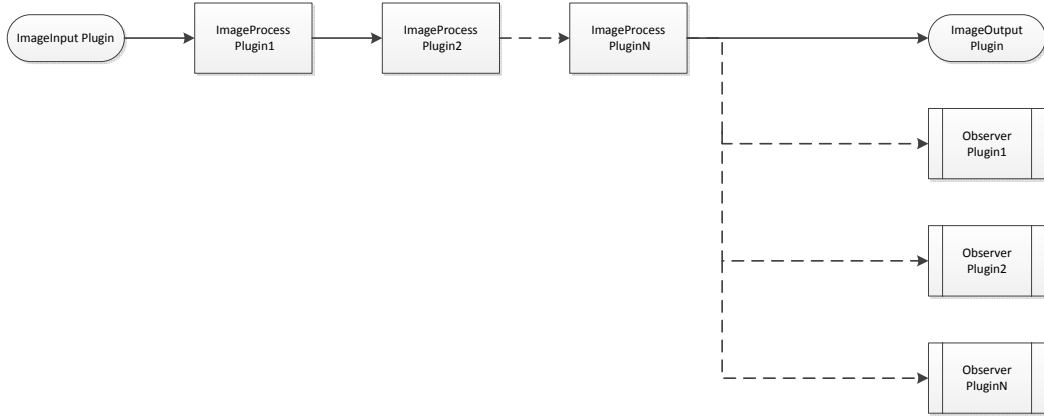 ImageInput Plugin
ImageProcess
Plugin1
ImageProcess
Plugin2
ImageProcess
PluginN
ImageOutput
Plugin
Observer
Plugin1
Observer
Plugin2
Observer
PluginN